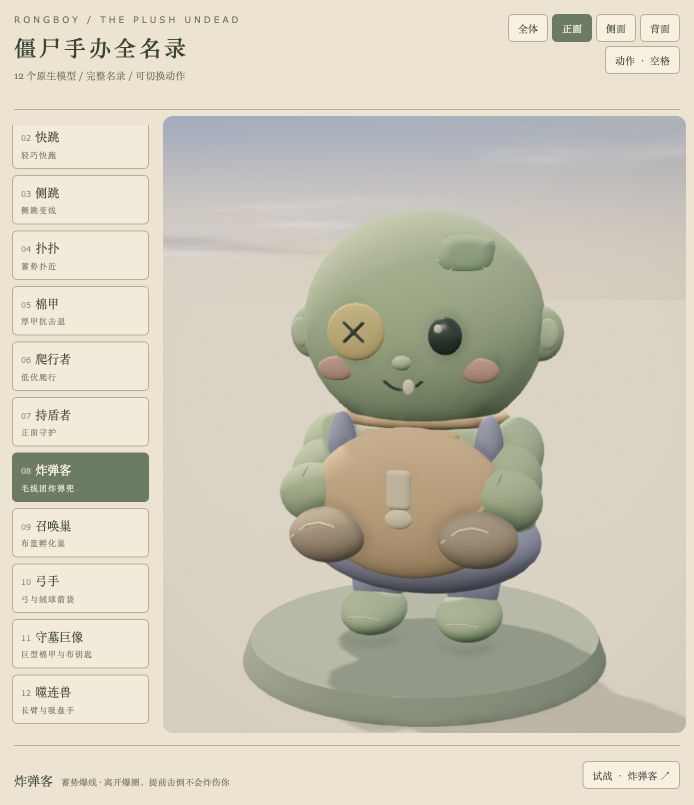 RONGBOY / THE PLUSH UNDEAD
僵尸手办全名录
12 个原生模型 / 完整名录 / 可切换动作
全体
正面
侧面
背面
动作 · 空格
02 快跳
轻巧快跑
03 侧跳
侧跳变线
04 扑扑
蓄势扑近
05 棉甲
厚甲抗击退
06 爬行者
低伏爬行
07 持盾者
正面守护
08 炸弹客
毛线团炸弹兜
09 召唤巢
布篮孵化巢
10 弓手
弓与绒球箭袋
11 守墓巨像
巨型棉甲与布钥匙
12 噬连兽
长臂与吸盘手
炸弹客 蓄势爆线 · 离开爆圈。提前击倒不会炸伤你
试战 · 炸弹客 ↗